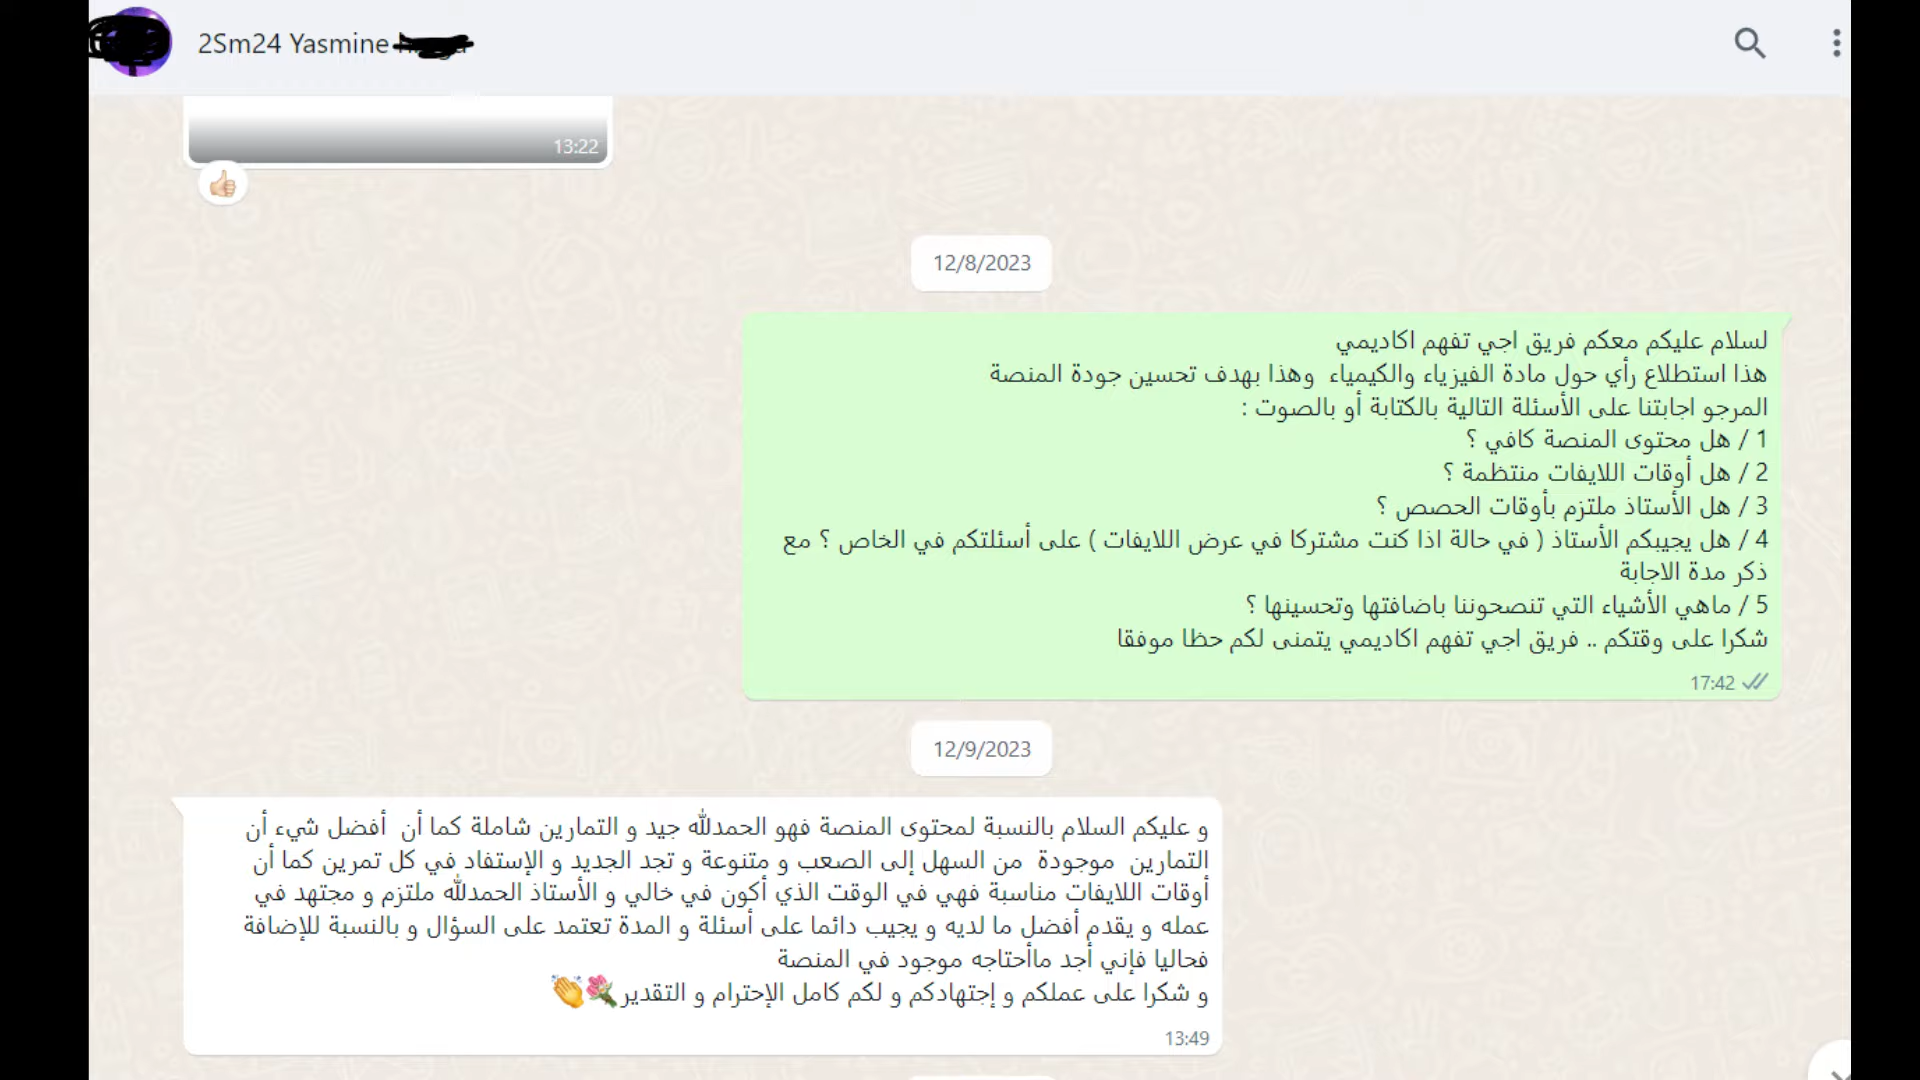 2Sm24 Yasmine
13:22
12/8/2023
لسلام عليكم معكم فريق اجي تفهم اكاديمي
هذا استطلاع رأي حول مادة الفيزياء والكيمياء وهذا بهدف تحسين جودة المنصة
المرجو اجابتنا على الأسئلة التالية بالكتابة أو بالصوت :
1 / هل محتوى المنصة كافي ؟
2 / هل أوقات اللايفات منتظمة ؟
3 / هل الأستاذ ملتزم بأوقات الحصص ؟
4 / هل يجيبكم الأستاذ ( في حالة اذا كنت مشتركا في عرض اللايفات ) على أسئلتكم في الخاص ؟ مع
ذكر مدة الاجابة
5 / ماهي الأشياء التي تنصحوننا باضافتها وتحسينها ؟
شكرا على وقتكم .. فريق اجي تفهم اكاديمي يتمنى لكم حظا موفقا
17:42
12/9/2023
و عليكم السلام بالنسبة لمحتوى المنصة فهو الحمدلله جيد و التمارين شاملة كما أن أفضل شيء أن
التمارين موجودة من السهل إلى الصعب و متنوعة و تجد الجديد و الإستفاد في كل تمرين كما أن
أوقات اللايفات مناسبة فهي في الوقت الذي أكون في خالي و الأستاذ الحمدلله ملتزم و مجتهد في
عمله و يقدم أفضل ما لديه و يجيب دائما على أسئلة و المدة تعتمد على السؤال و بالنسبة للإضافة
فحاليا فإني أجد ماأحتاجه موجود في المنصة
و شكرا على عملكم و إجتهادكم و لكم كامل الإحترام و التقدير💐👏
13:49